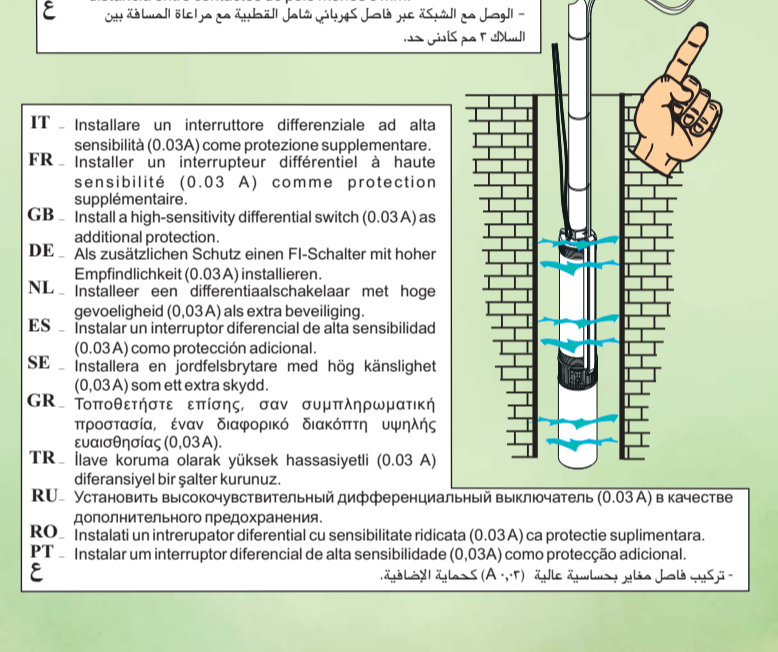 ع
- الوصل مع الشبكة عبر فاصل كهربائي شامل القطبية مع مراعاة المسافة بين
السلاك ٣ مم كأدنى حد.
IT - Installare un interruttore differenziale ad alta
sensibilità (0.03A) come protezione supplementare.
FR - Installer un interrupteur différentiel à haute
sensibilité (0.03 A) comme protection
supplémentaire.
GB - Install a high-sensitivity differential switch (0.03 A) as
additional protection.
DE - Als zusätzlichen Schutz einen FI-Schalter mit hoher
Empfindlichkeit (0.03 A) installieren.
NL - Installeer een differentiaalschakelaar met hoge
gevoeligheid (0,03 A) als extra beveiliging.
ES - Instalar un interruptor diferencial de alta sensibilidad
(0.03 A) como protección adicional.
SE - Installera en jordfelsbrytare med hög känslighet
(0,03 A) som ett extra skydd.
GR - Τοποθετήστε επίσης, σαν συμπληρωματική
προστασία, έναν διαφορικό διακόπτη υψηλής
ευαισθησίας (0,03 A).
TR - İlave koruma olarak yüksek hassasiyetli (0.03 A)
diferansiyel bir şalter kurunuz.
RU - Установить высокочувствительный дифференциальный выключатель (0.03 A) в качестве
дополнительного предохранения.
RO - Instalati un intrerupator diferential cu sensibilitate ridicata (0.03 A) ca protectie suplimentara.
PT - Instalar um interruptor diferencial de alta sensibilidade (0,03A) como protecção adicional.
ع - تركيب فاصل مغاير بحساسية عالية (A ٠,٠٣) كحماية الإضافية.